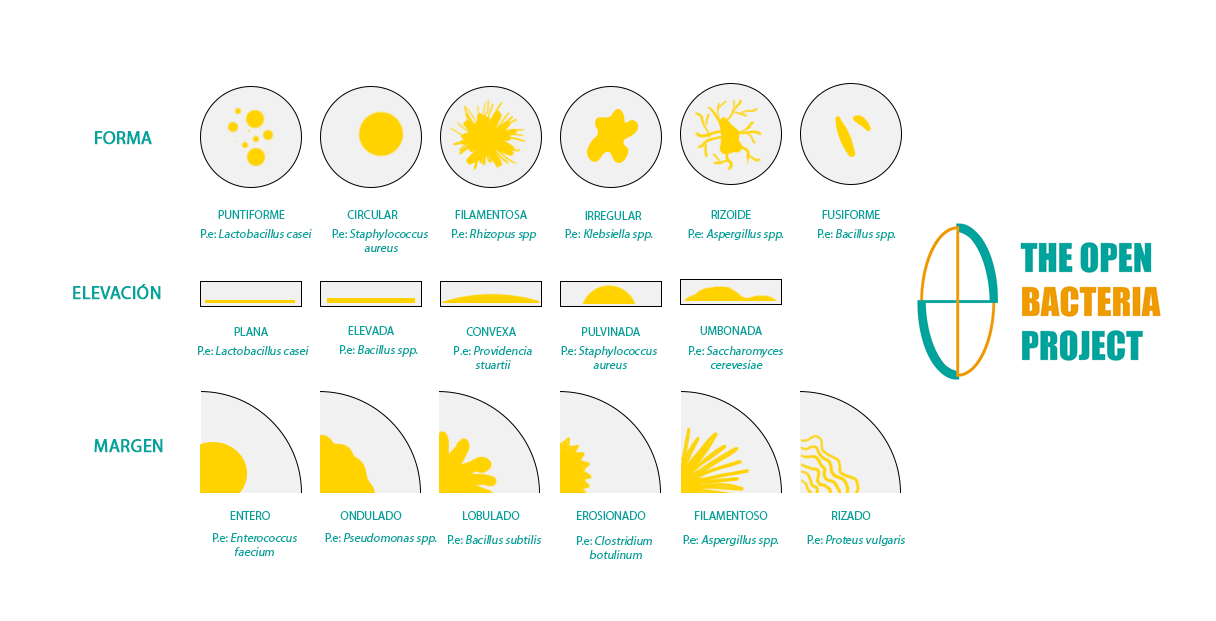 FORMA
PUNTIFORME
P.e: Lactobacillus casei
CIRCULAR
P.e: Staphylococcus
aureus
FILAMENTOSA
P.e: Rhizopus spp
IRREGULAR
P.e: Klebsiella spp.
RIZOIDE
P.e: Aspergillus spp.
FUSIFORME
P.e: Bacillus spp.
ELEVACIÓN
PLANA
P.e: Lactobacillus casei
ELEVADA
P.e: Bacillus spp.
CONVEXA
P.e: Providencia
stuartii
PULVINADA
P.e: Staphylococcus
aureus
UMBONADA
P.e: Saccharomyces
cerevesiae
MARGEN
ENTERO
P.e: Enterococcus
faecium
ONDULADO
P.e: Pseudomonas spp.
LOBULADO
P.e: Bacillus subtilis
EROSIONADO
P.e: Clostridium
botulinum
FILAMENTOSO
P.e: Aspergillus spp.
RIZADO
P.e: Proteus vulgaris
THE OPEN
BACTERIA
PROJECT